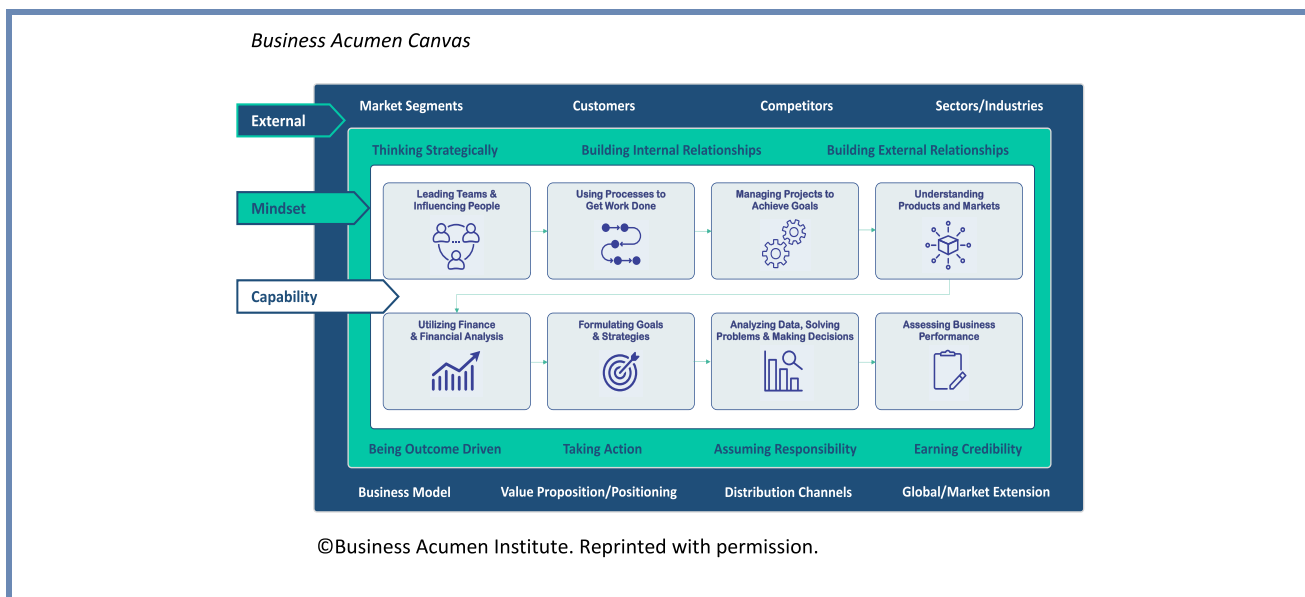 Business Acumen Canvas
Market Segments Customers Competitors Sectors/Industries
External
Thinking Strategically Building Internal Relationships Building External Relationships
Mindset
Leading Teams &
Influencing People
Using Processes to
Get Work Done
Managing Projects to
Achieve Goals
Understanding
Products and Markets
Capability
Utilizing Finance
& Financial Analysis
Formulating Goals
& Strategies
Analyzing Data, Solving
Problems & Making Decisions
Assessing Business
Performance
Being Outcome Driven Taking Action Assuming Responsibility Earning Credibility
Business Model Value Proposition/Positioning Distribution Channels Global/Market Extension
©Business Acumen Institute. Reprinted with permission.